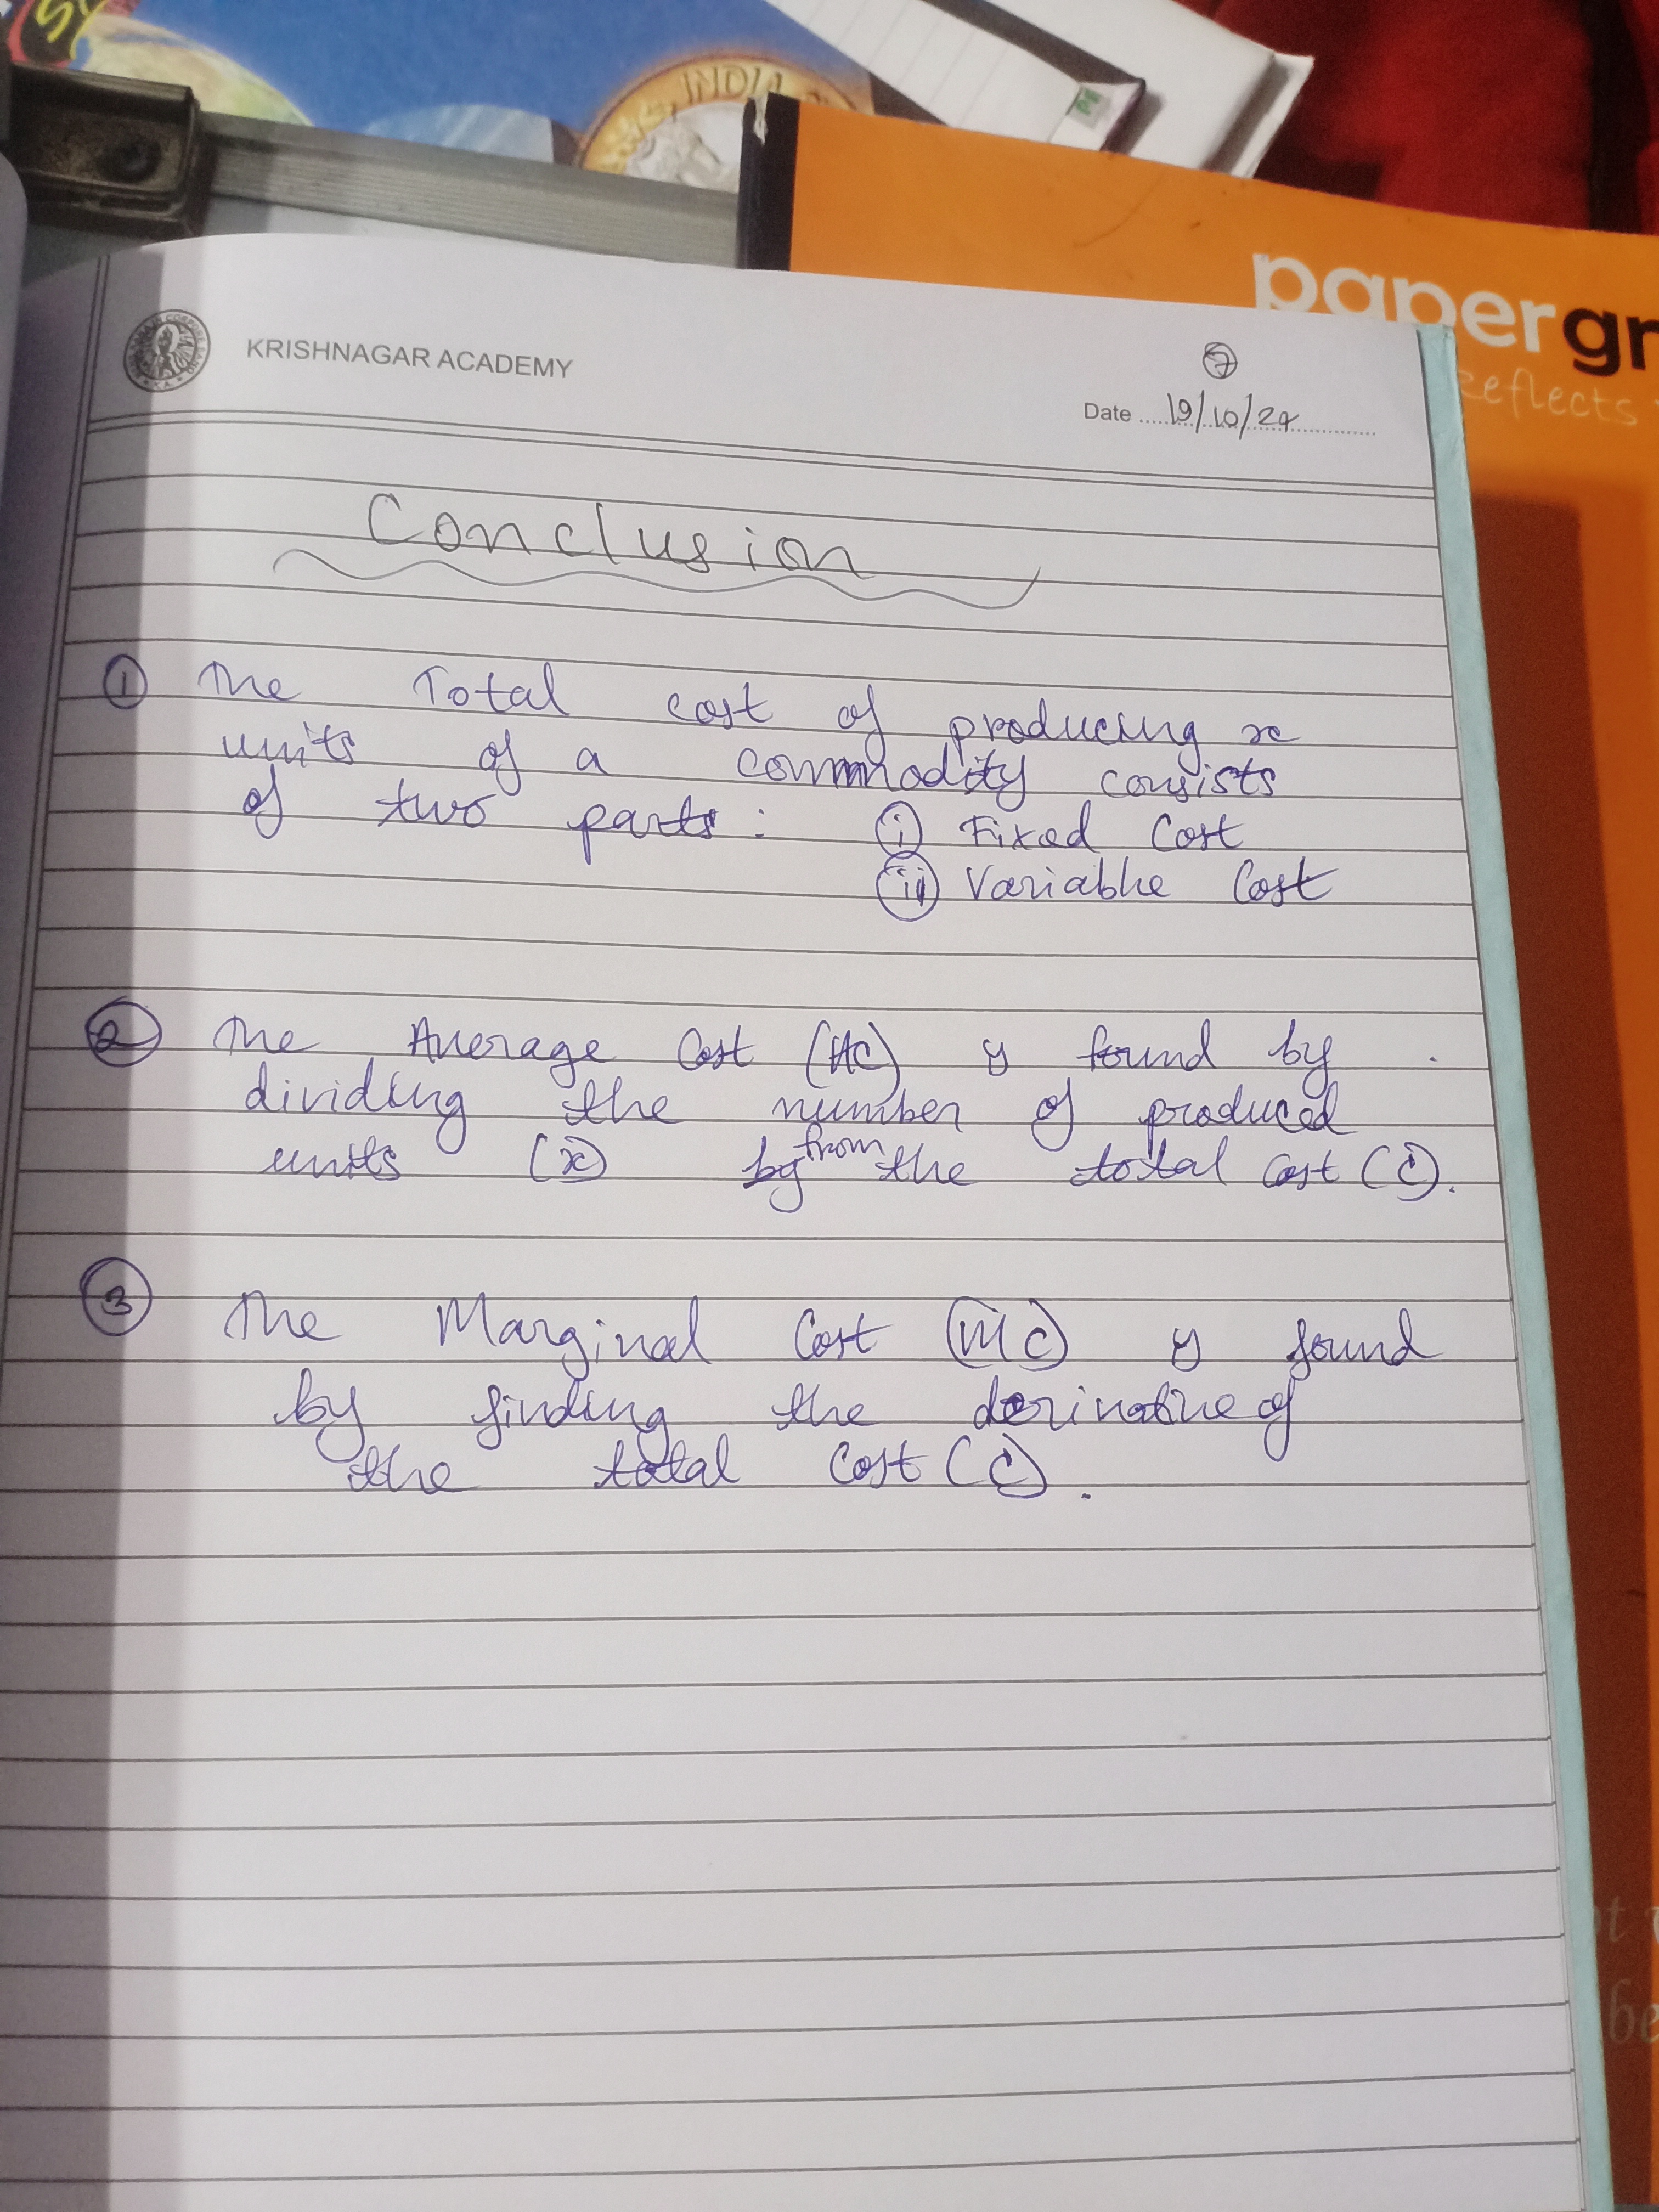 INDIA
paper gr
reflects
KRISHNAGAR ACADEMY
7
Date 19/10/24
Conclusion
① The Total cost of producing x
units of a commodity consists
of two parts : (i) Fixed Cost
(ii) Variable Cost
② The Average Cost (AC) is found by
dividing the number of produced
units (x) by from the total cost (C).
③ The Marginal Cost (MC) is found
by finding the derivative of
the total cost (C).